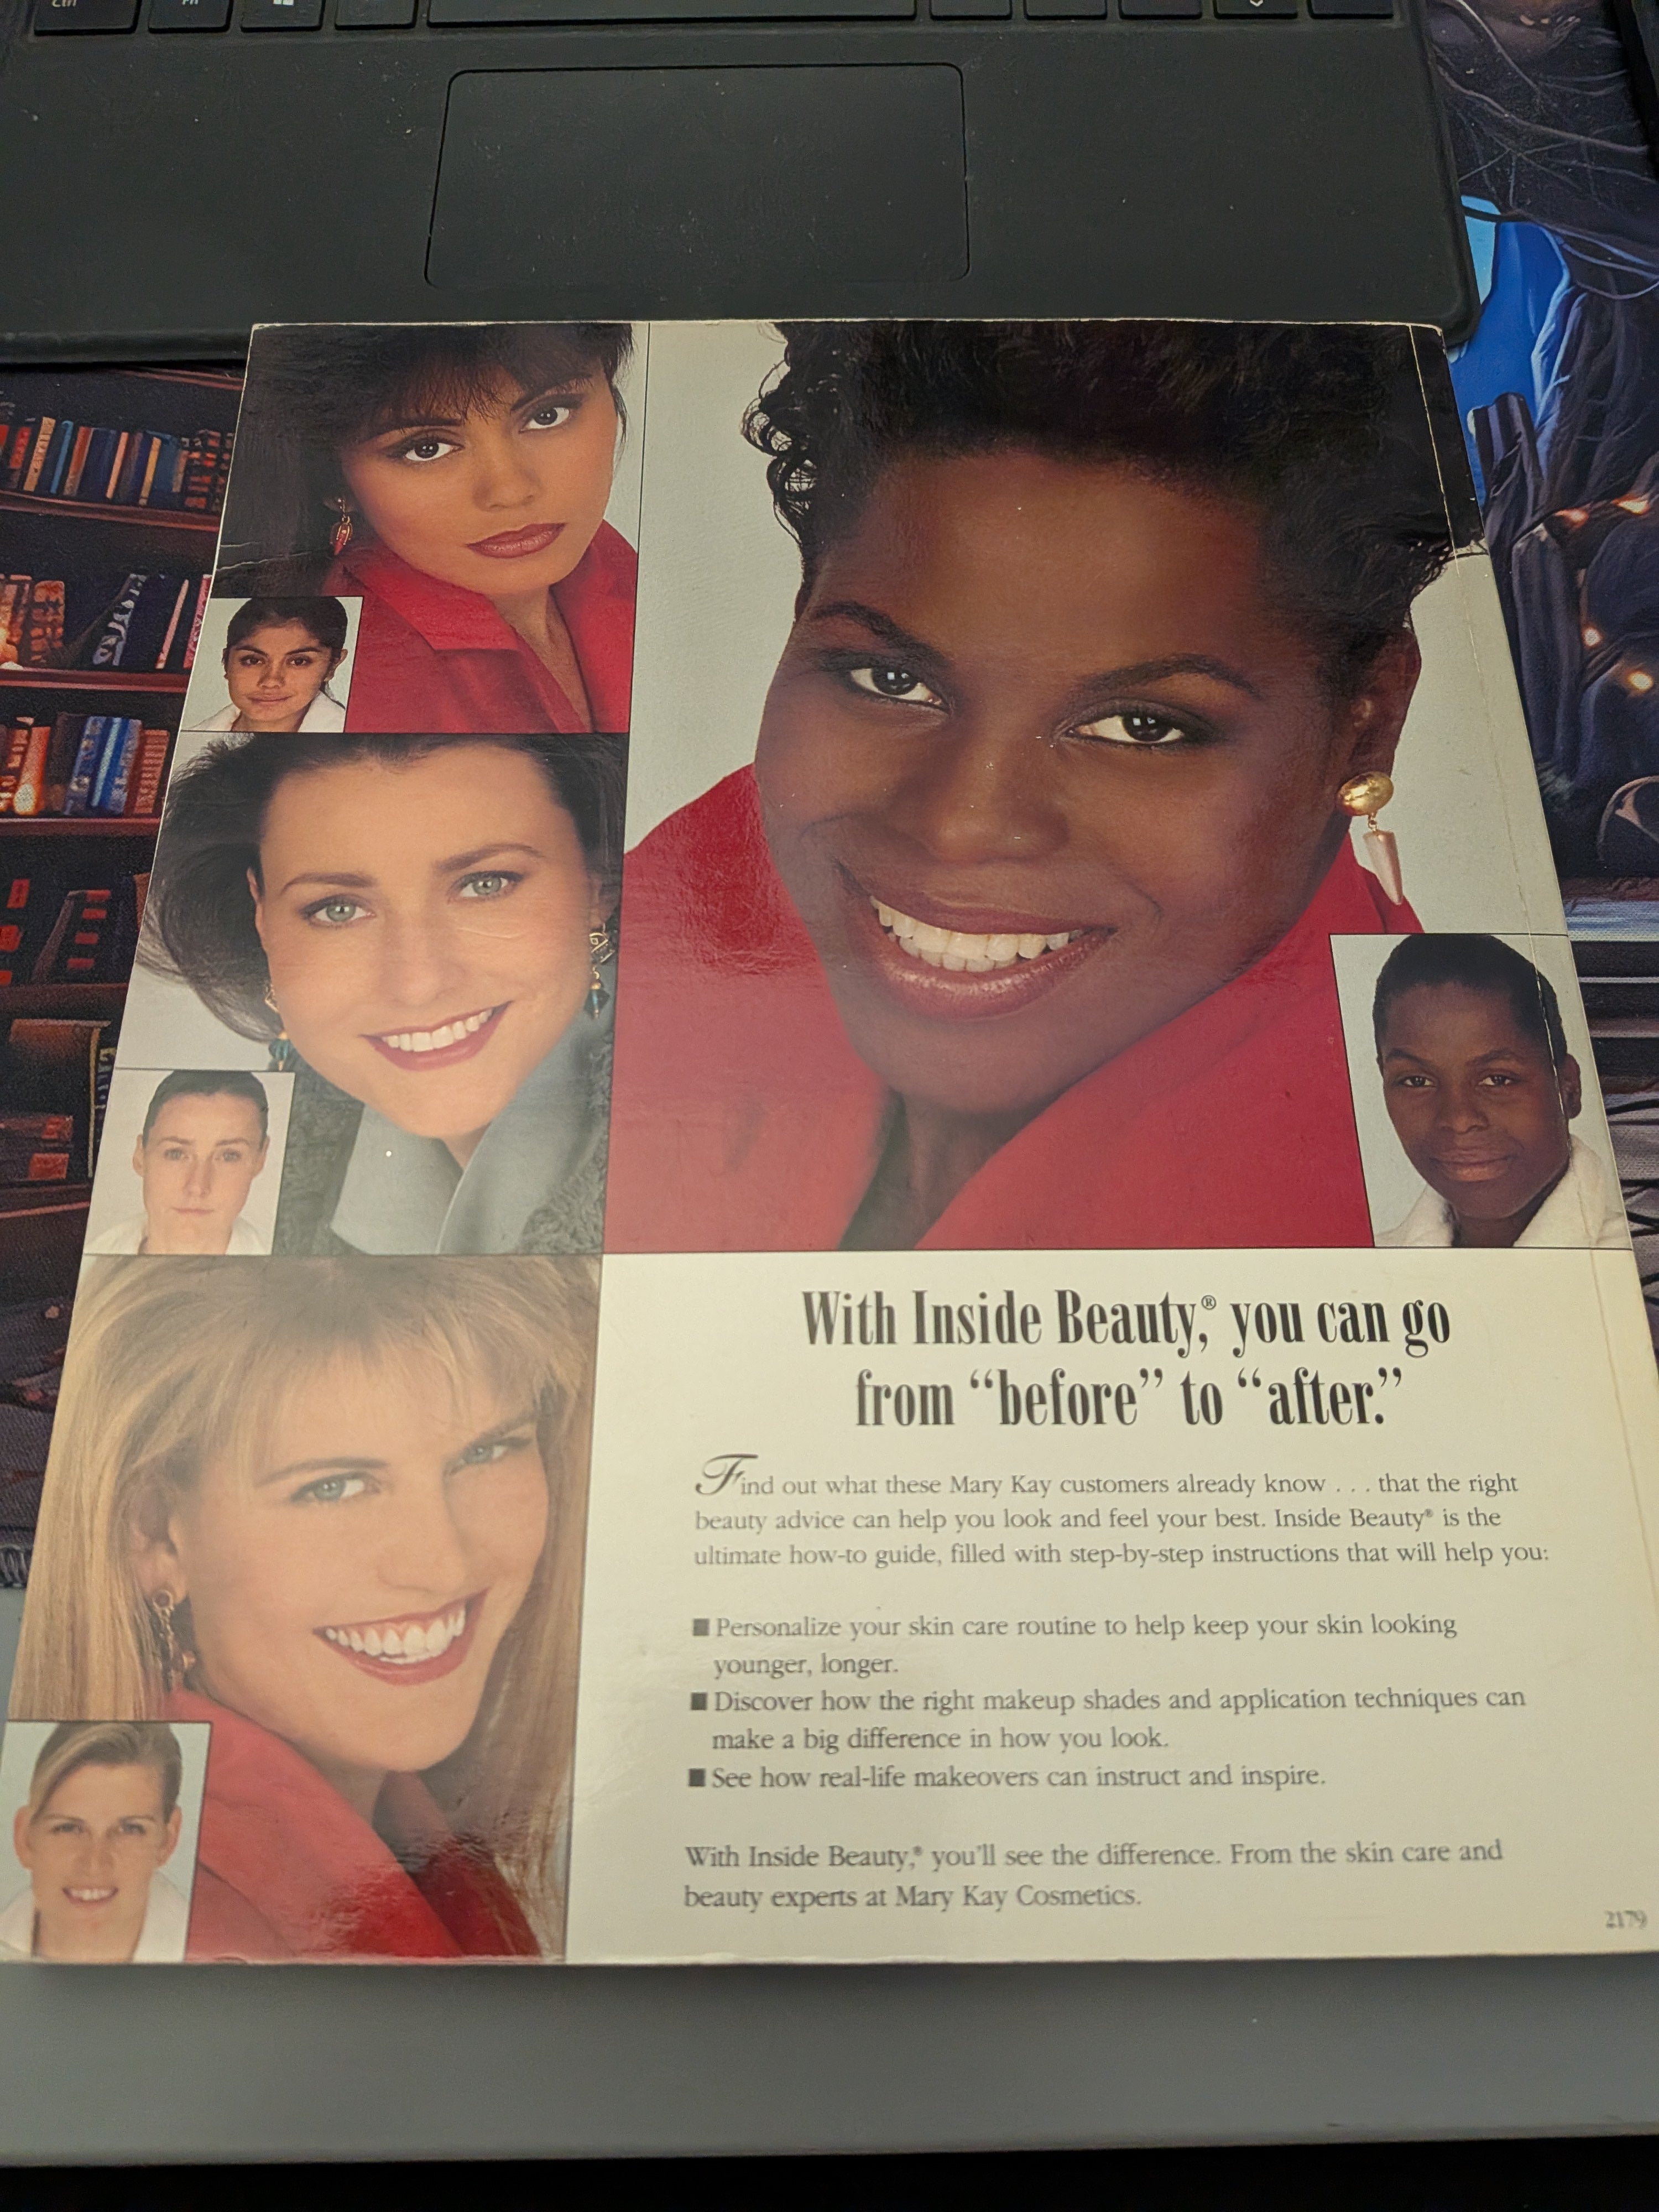 Ctrl
Fn
With Inside Beauty,® you can go
from “before” to “after.”
Find out what these Mary Kay customers already know . . . that the right
beauty advice can help you look and feel your best. Inside Beauty® is the
ultimate how-to guide, filled with step-by-step instructions that will help you:
■ Personalize your skin care routine to help keep your skin looking
younger, longer.
■ Discover how the right makeup shades and application techniques can
make a big difference in how you look.
■ See how real-life makeovers can instruct and inspire.
With Inside Beauty,® you’ll see the difference. From the skin care and
beauty experts at Mary Kay Cosmetics.
2179